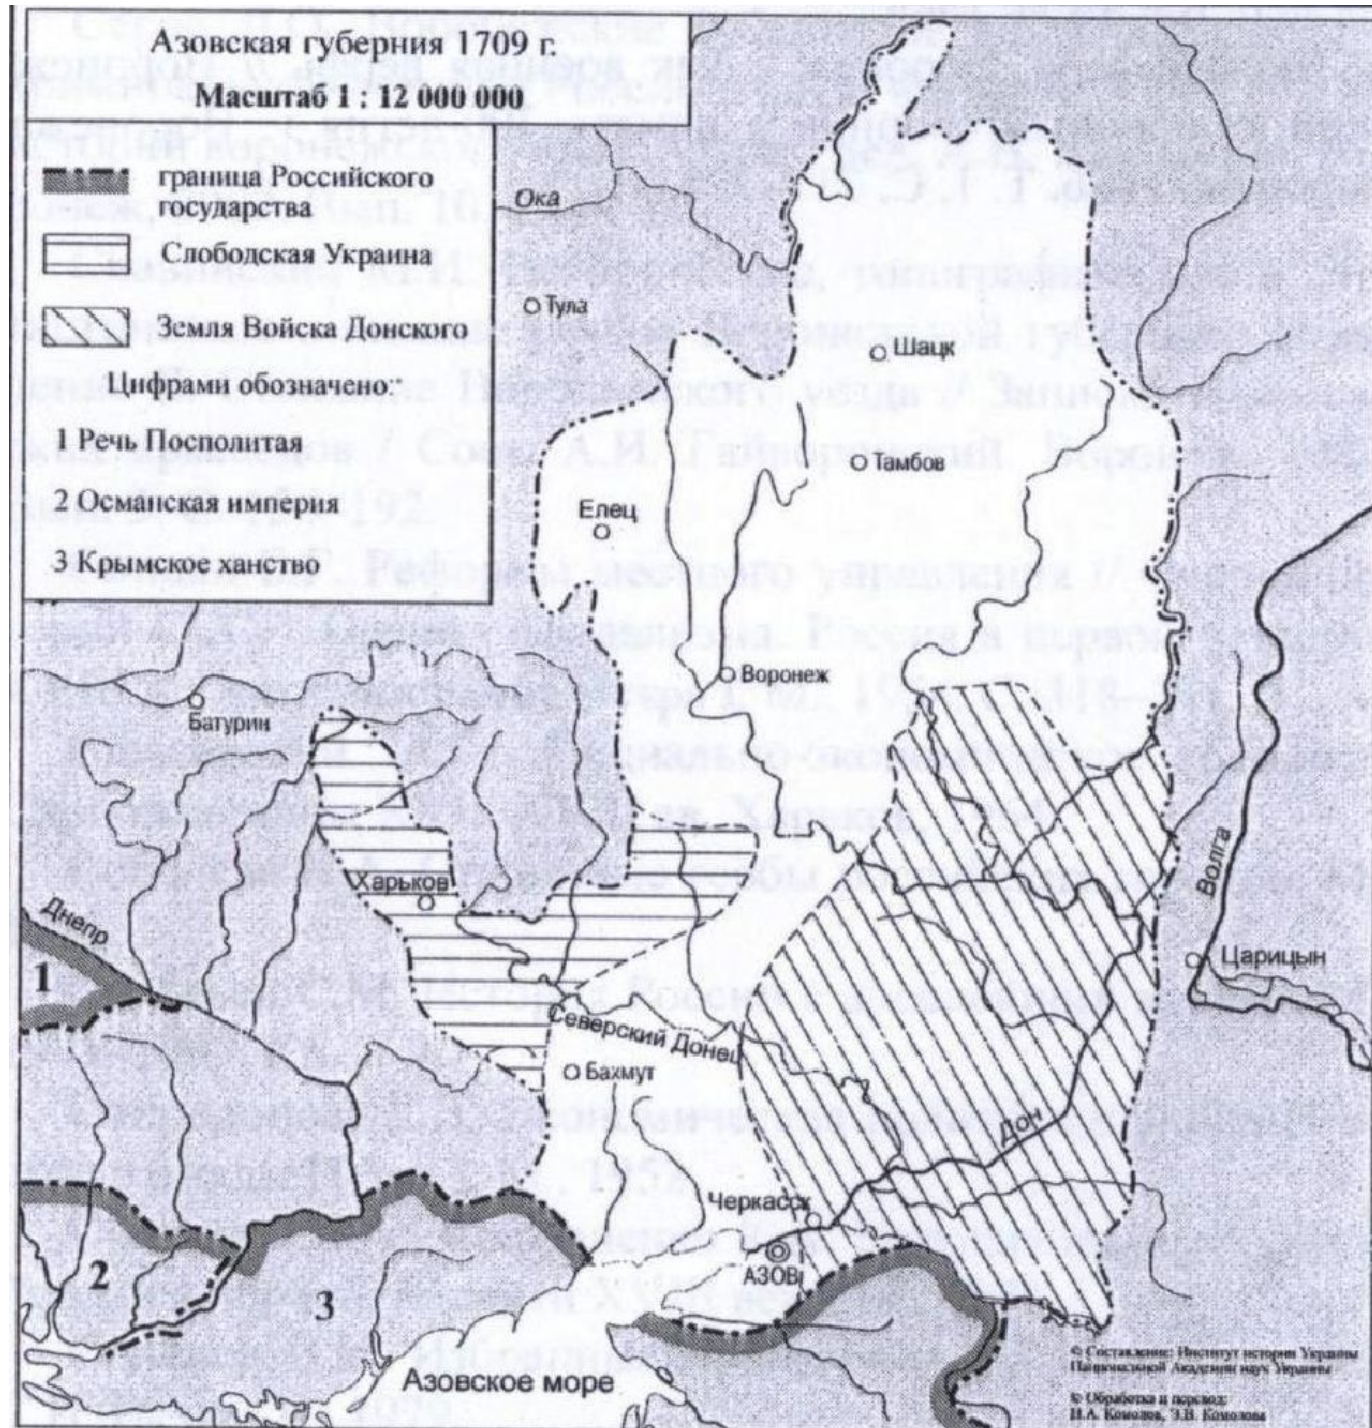 Азовская губерния 1709 г.
Масштаб 1 : 12 000 000
граница Российского
государства
Слободская Украина
Земля Войска Донского
Цифрами обозначено:
1 Речь Посполитая
2 Османская империя
3 Крымское ханство
Ока
Тула
Шацк
Тамбов
Елец
Воронеж
Батурин
Харьков
Днепр
Волга
Царицын
1
Северский Донец
Бахмут
Дон
Черкасск
АЗОВ
2
3
Азовское море
© Составление: Институт истории Украины
Национальной Академии наук Украины
© Обработка и перевод:
Н.А. Комолов, Э.В. Комолова